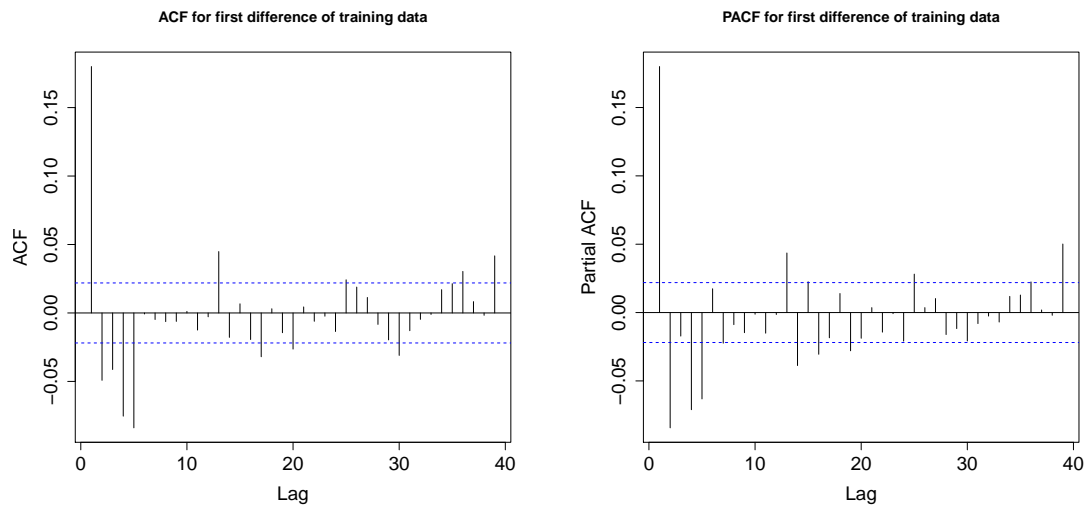 ACF for first difference of training data
ACF
0.15
0.10
0.05
0.00
−0.05
0 10 20 30 40
Lag
PACF for first difference of training data
Partial ACF
0.15
0.10
0.05
0.00
−0.05
0 10 20 30 40
Lag